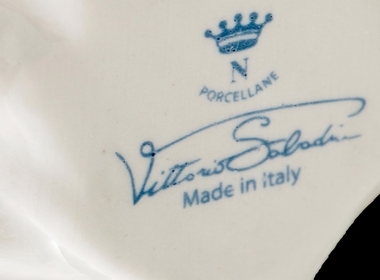 N
PORCELLANE
Vittorio Sabadin
Made in Italy